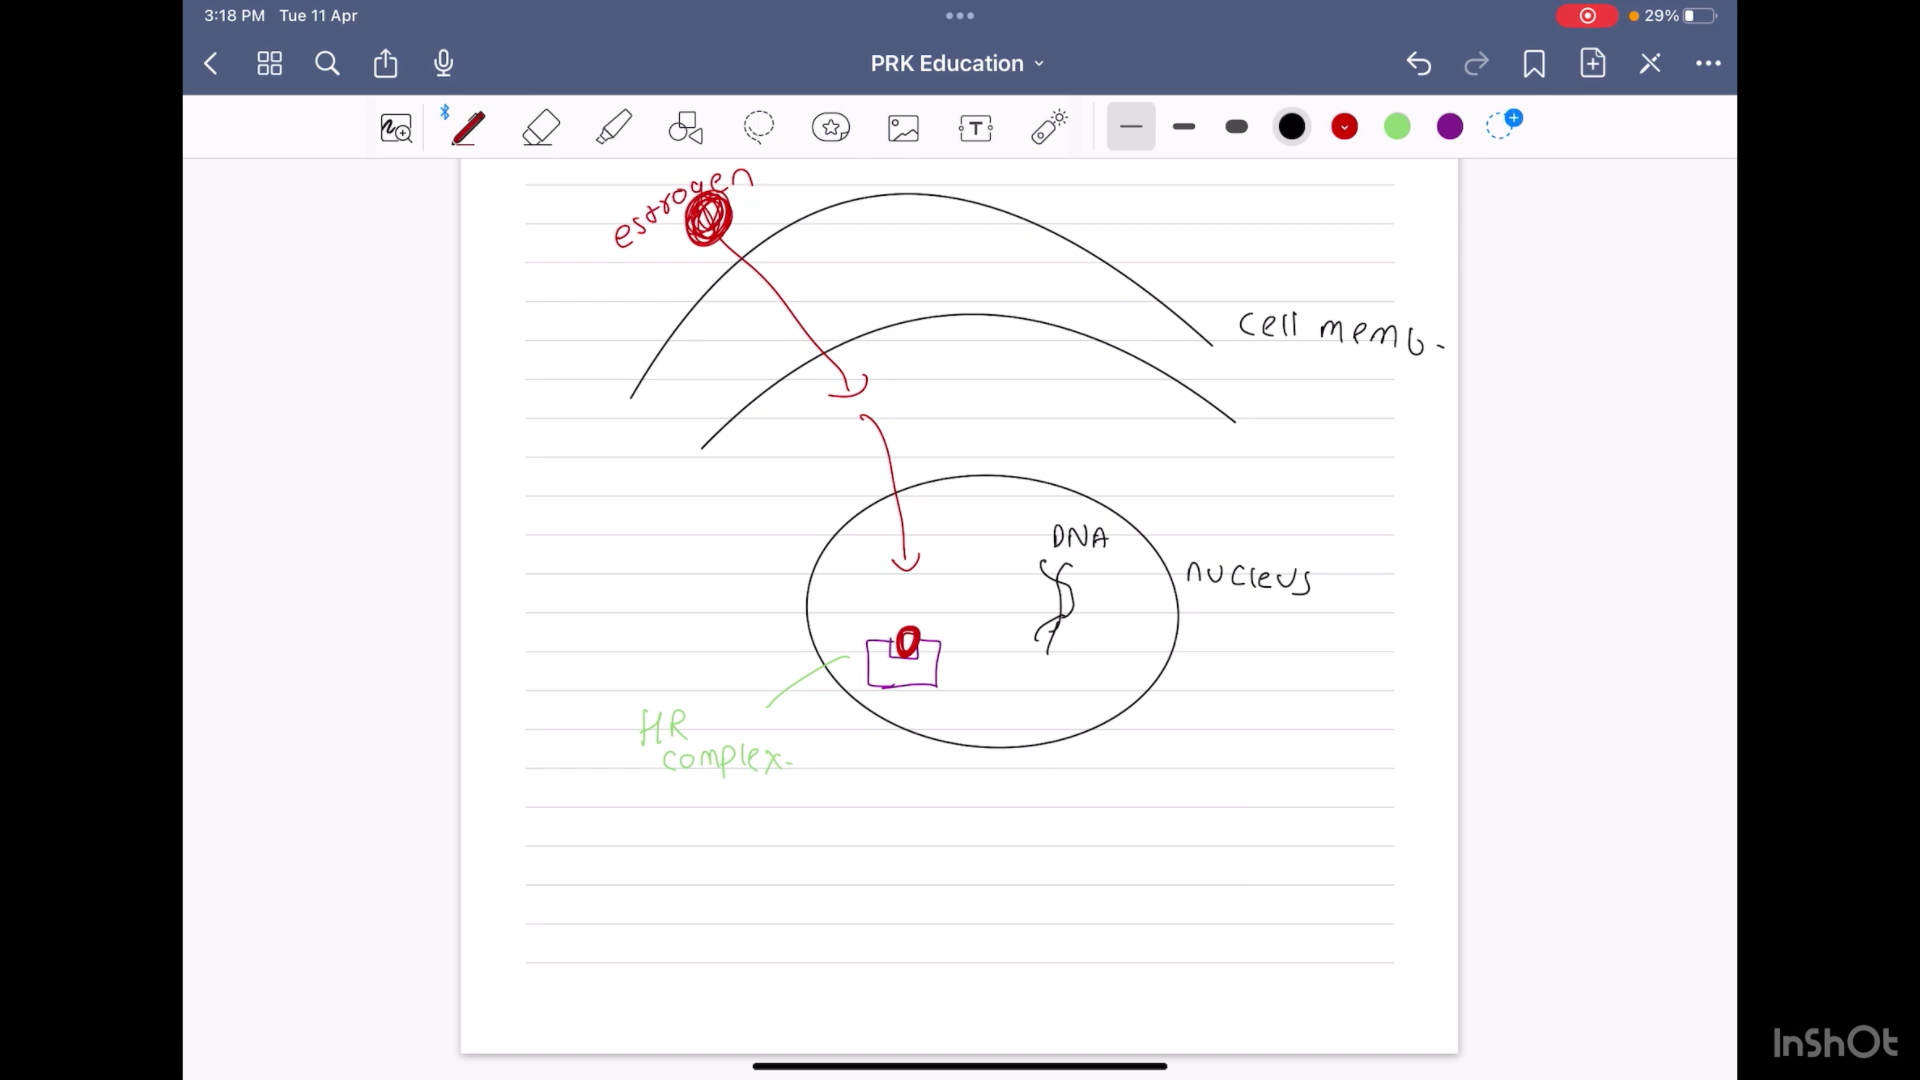 3:18 PM Tue 11 Apr
29%
PRK Education
T
estrogen
cell memb.
DNA
nucleus
HR
complex.
InShOt